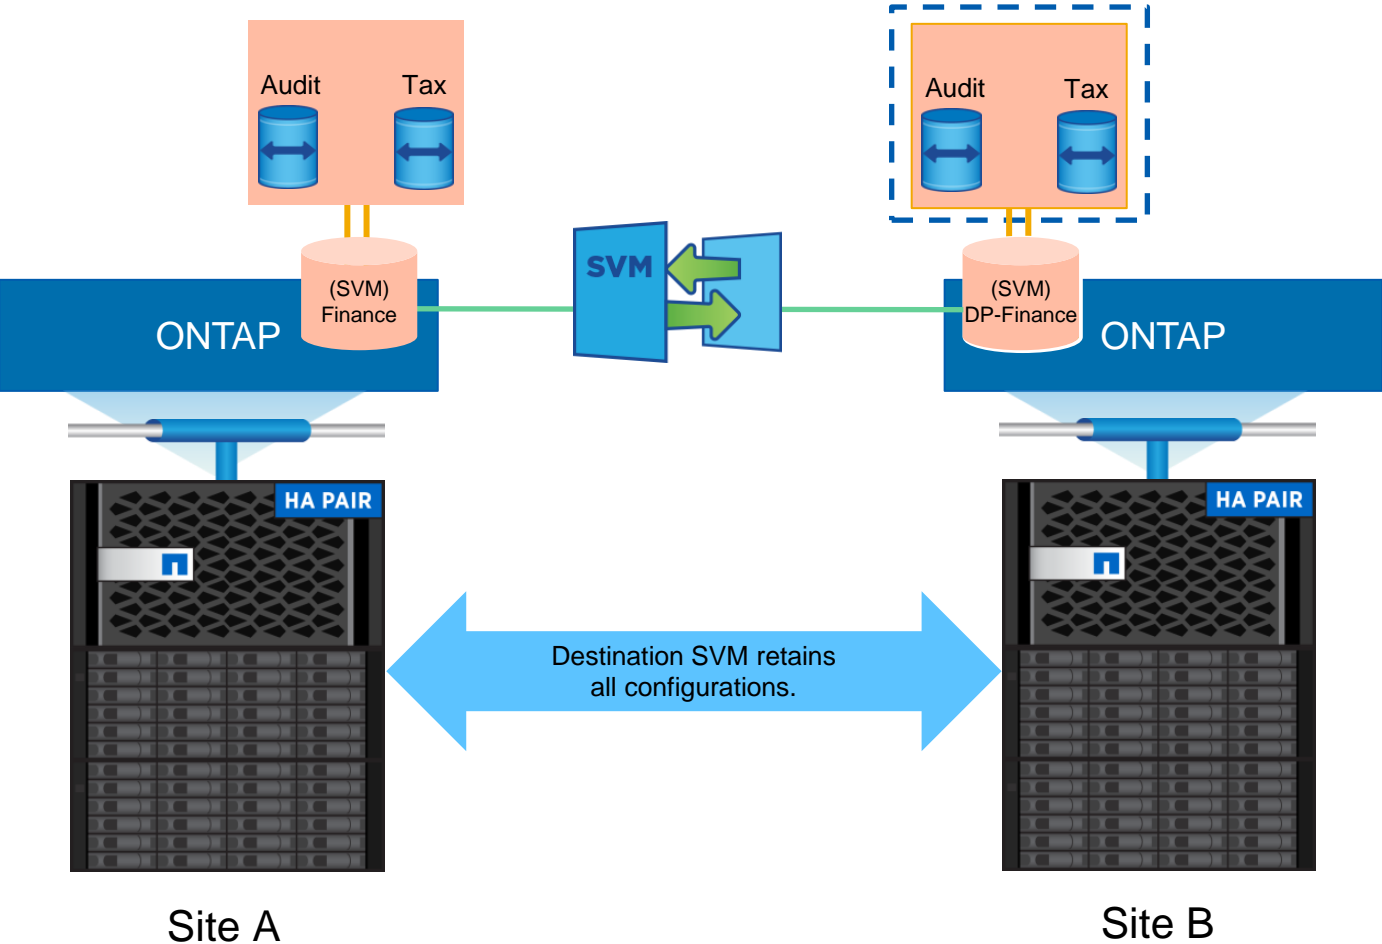 Audit
Tax
Audit
Tax
SVM
(SVM)
Finance
(SVM)
DP-Finance
ONTAP
ONTAP
HA PAIR
HA PAIR
Destination SVM retains
all configurations.
Site A
Site B